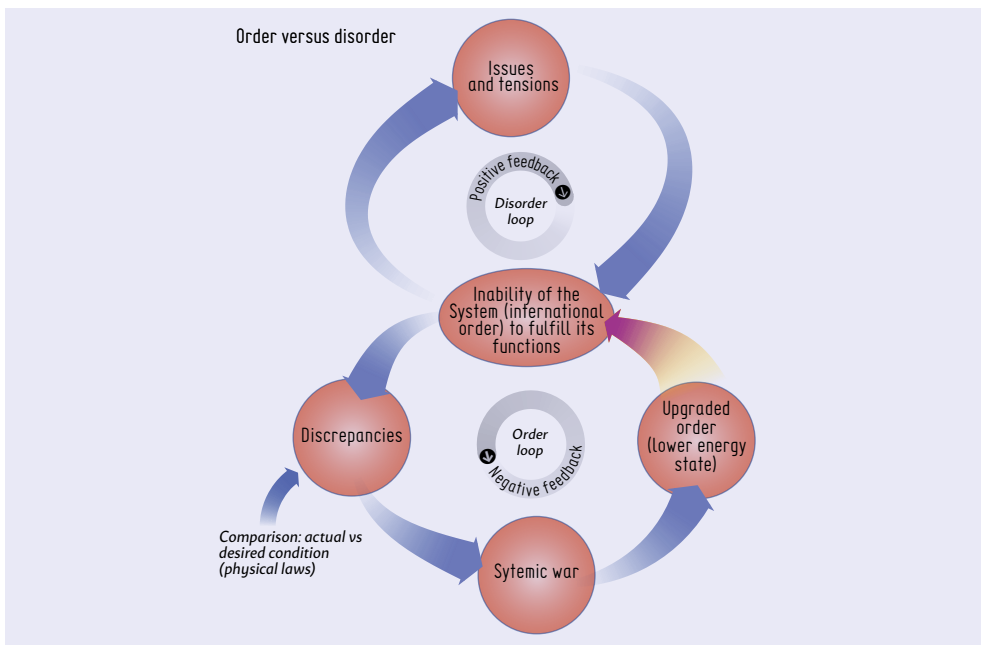 Order versus disorder
Issues
and tensions
Positive feedback
Disorder
loop
Inability of the
System (international
order) to fulfill its
functions
Discrepancies
Order
loop
Negative feedback
Upgraded
order
(lower energy
state)
Comparison: actual vs
desired condition
(physical laws)
Sytemic war